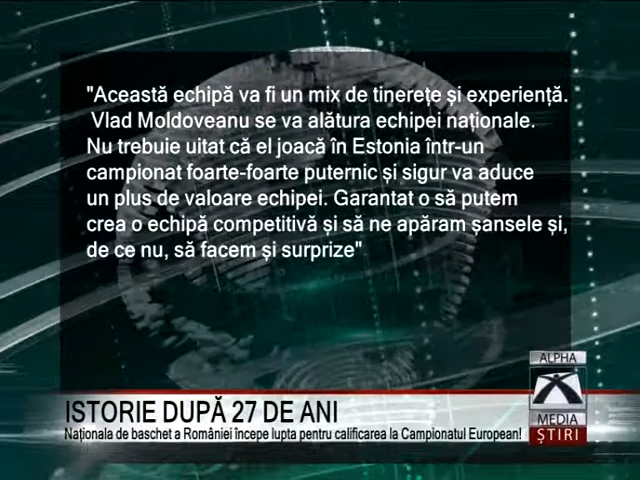 "Această echipă va fi un mix de tinerețe și experiență.
Vlad Moldoveanu se va alătura echipei naționale.
Nu trebuie uitat că el joacă în Estonia într-un
campionat foarte-foarte puternic și sigur va aduce
un plus de valoare echipei. Garantat o să putem
crea o echipă competitivă și să ne apăram șansele și,
de ce nu, să facem și surprize"
ALPHA
MEDIA
ȘTIRI
ISTORIE DUPĂ 27 DE ANI
Naționala de baschet a României începe lupta pentru calificarea la Campionatul European!